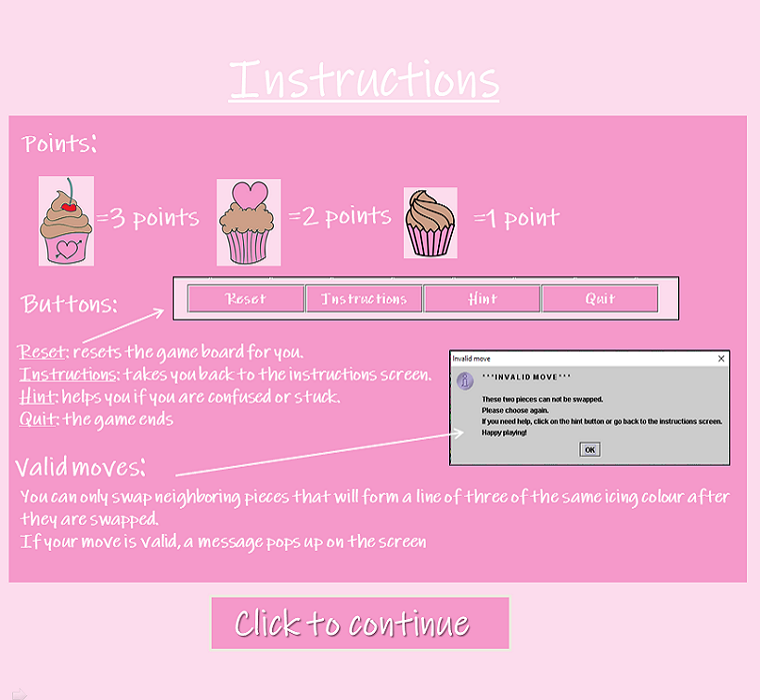 Instructions
Points:
=3 points =2 points =1 point
Buttons:
Reset Instructions Hint Quit
Reset: resets the game board for you.
Instructions: takes you back to the instructions screen.
Hint: helps you if you are confused or stuck.
Quit: the game ends
Invalid move
***INVALID MOVE***
These two pieces can not be swapped.
Please choose again.
If you need help, click on the hint button or go back to the instructions screen.
Happy playing!
OK
Valid moves:
You can only swap neighboring pieces that will form a line of three of the same icing colour after
they are swapped.
If your move is valid, a message pops up on the screen
Click to continue